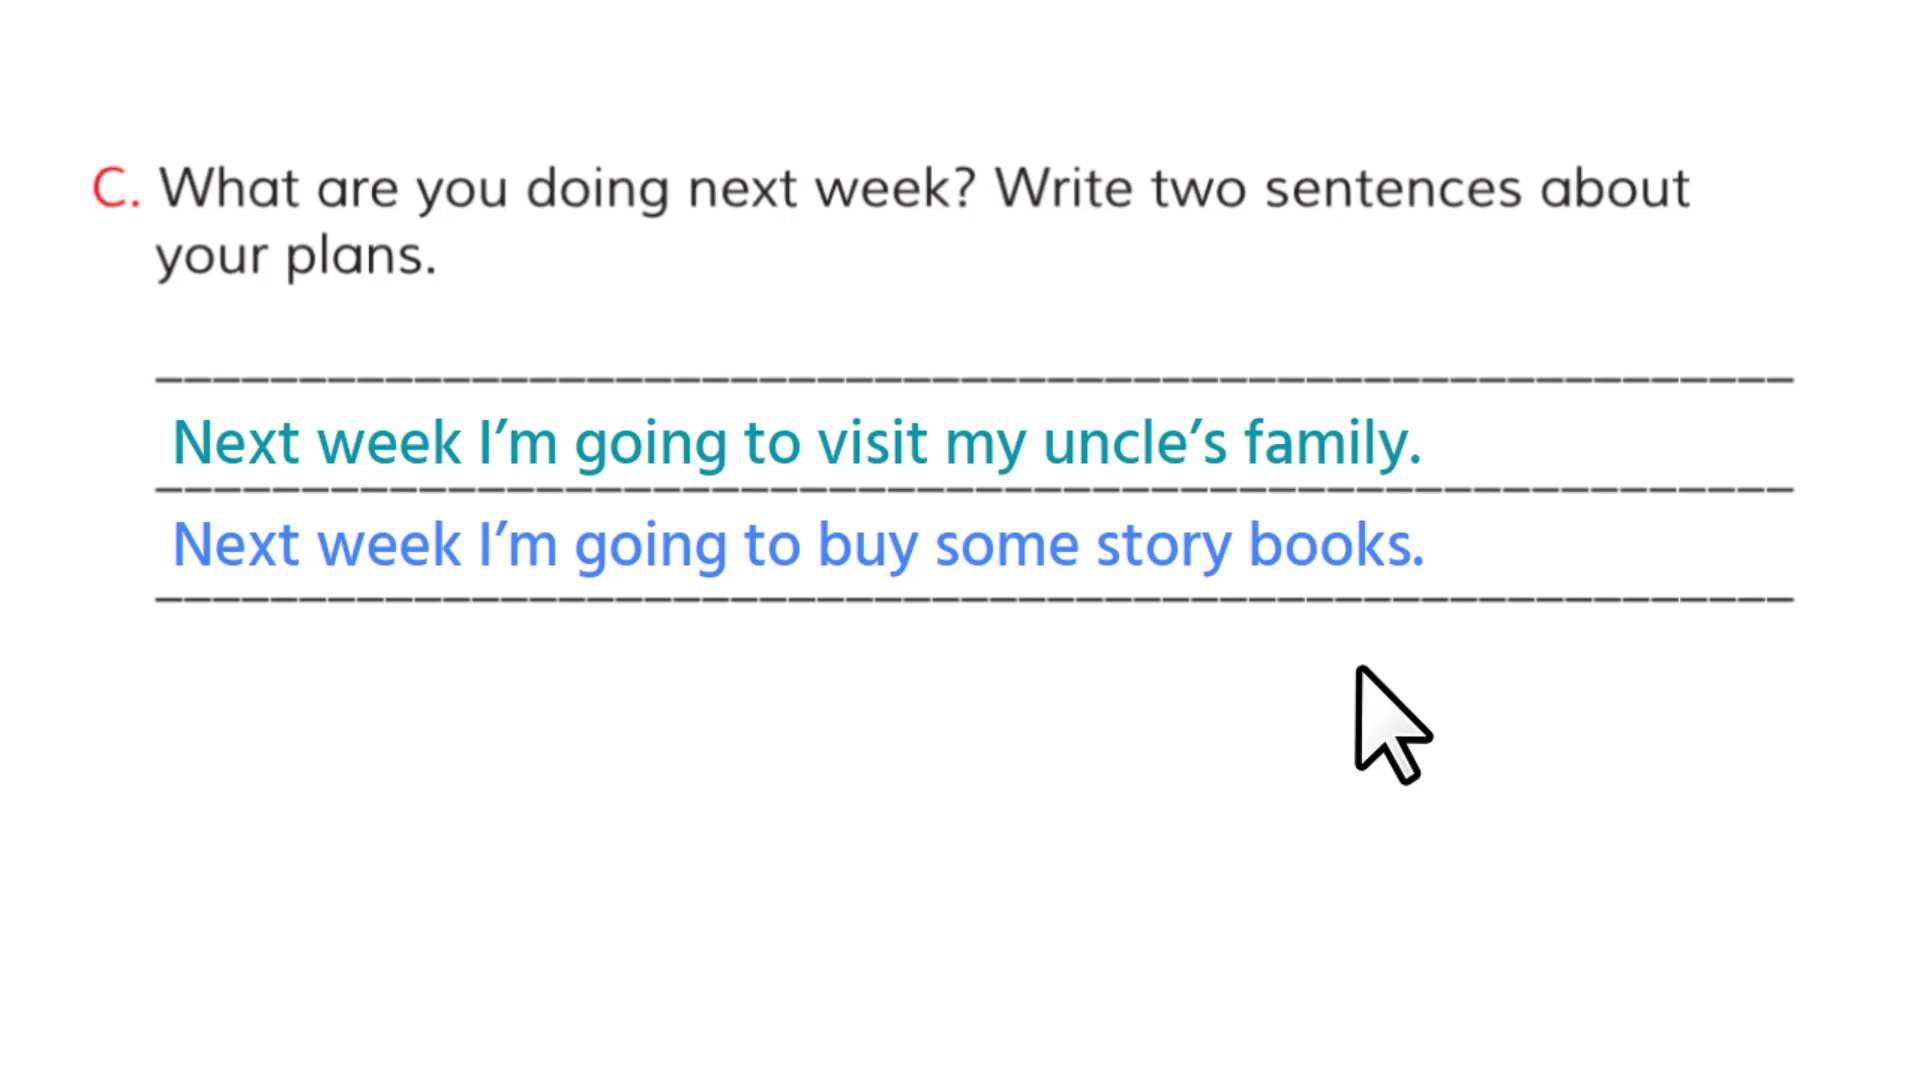 C. What are you doing next week? Write two sentences about
your plans.
Next week I’m going to visit my uncle’s family.
Next week I’m going to buy some story books.